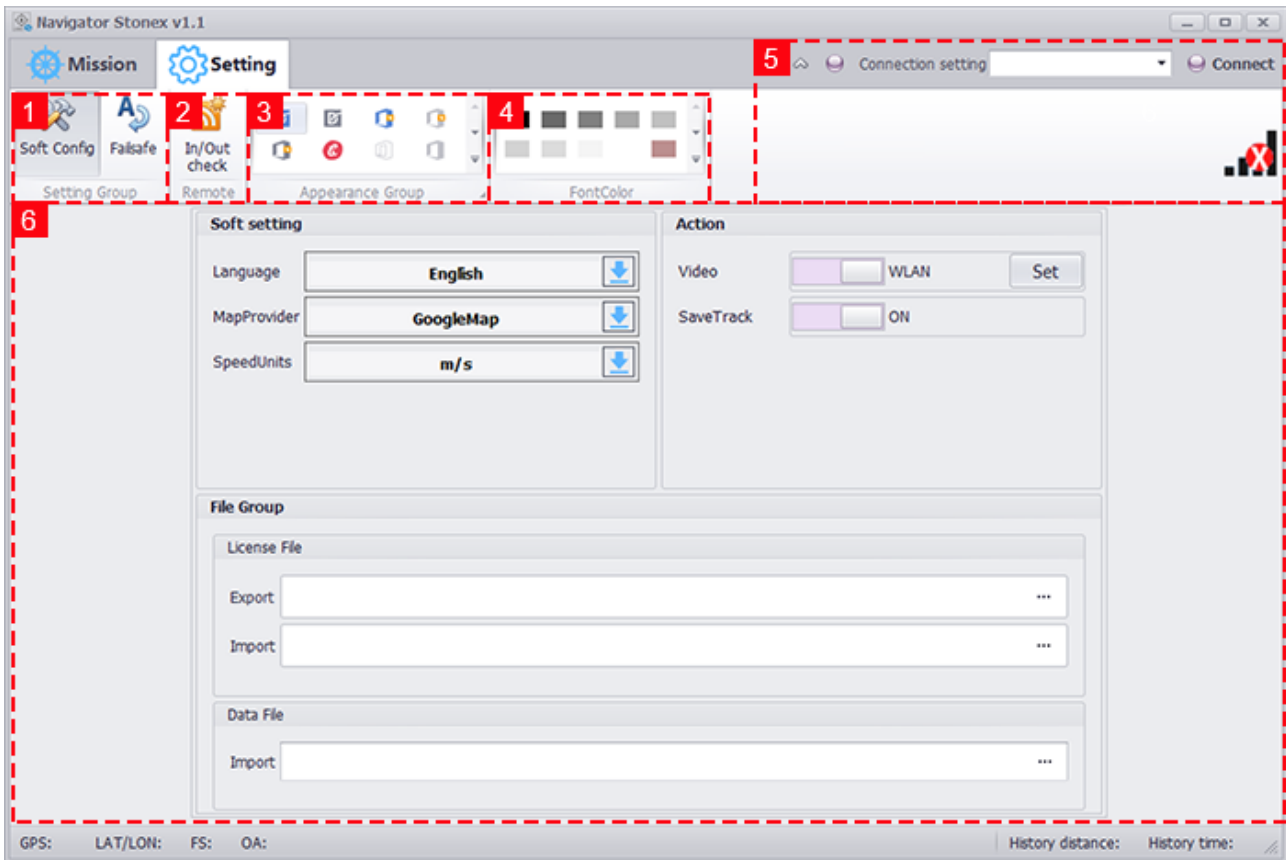 Navigator Stonex v1.1
Mission Setting
5 Connection setting Connect
1 2 3 4
Soft Config Failsafe In/Out check
Setting Group Remote Appearance Group FontColor
6
Soft setting
Language English
MapProvider GoogleMap
SpeedUnits m/s
Action
Video WLAN Set
SaveTrack ON
File Group
License File
Export ...
Import ...
Data File
Import ...
GPS: LAT/LON: FS: OA: History distance: History time: